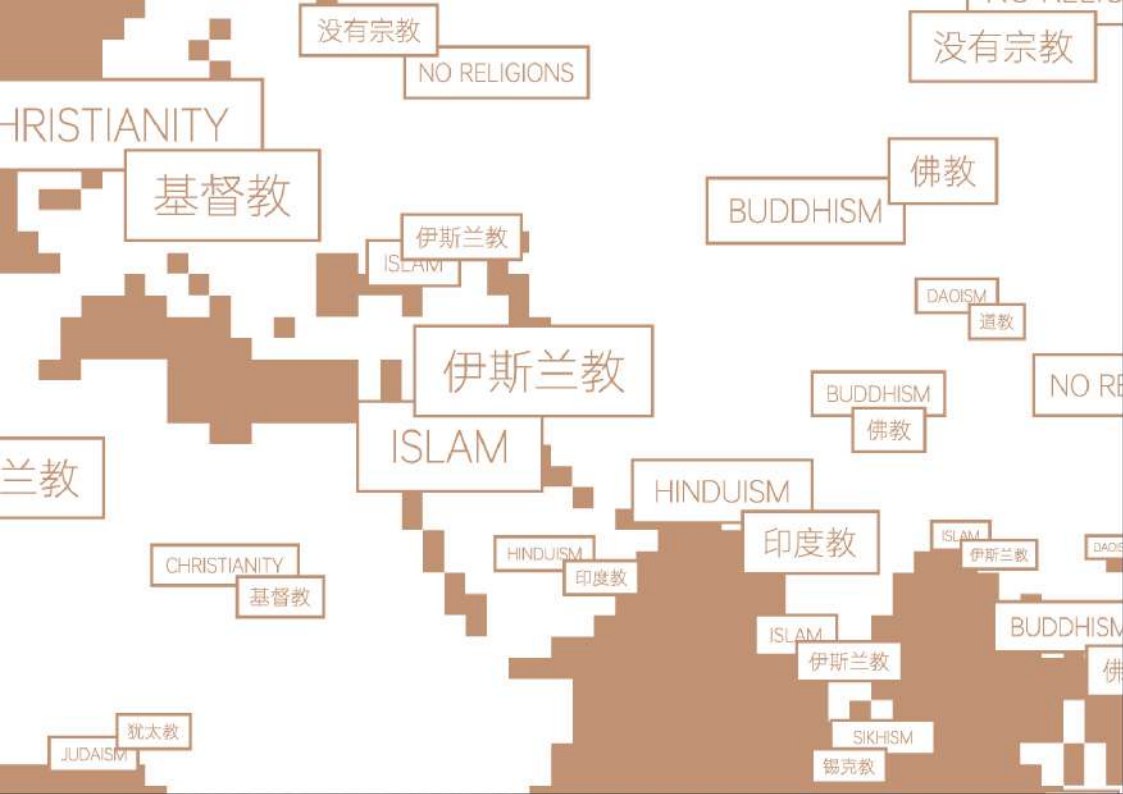 没有宗教
NO RELIGIONS
没有宗教
HRISTIANITY
基督教
佛教
BUDDHISM
伊斯兰教
ISLAM
DAOISM
道教
伊斯兰教
ISLAM
NO RE
BUDDHISM
佛教
兰教
HINDUISM
印度教
ISLAM
伊斯兰教
DAOIS
HINDUISM
印度教
CHRISTIANITY
基督教
BUDDHISM
佛
ISLAM
伊斯兰教
犹太教
JUDAISM
SIKHISM
锡克教